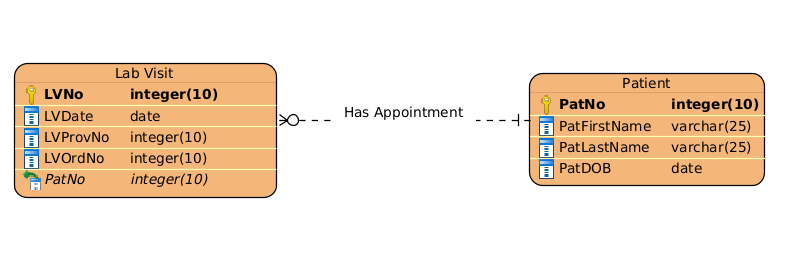 Lab Visit
LVNo integer(10)
LVDate date
LVProvNo integer(10)
LVOrdNo integer(10)
PatNo integer(10)
Has Appointment
Patient
PatNo integer(10)
PatFirstName varchar(25)
PatLastName varchar(25)
PatDOB date